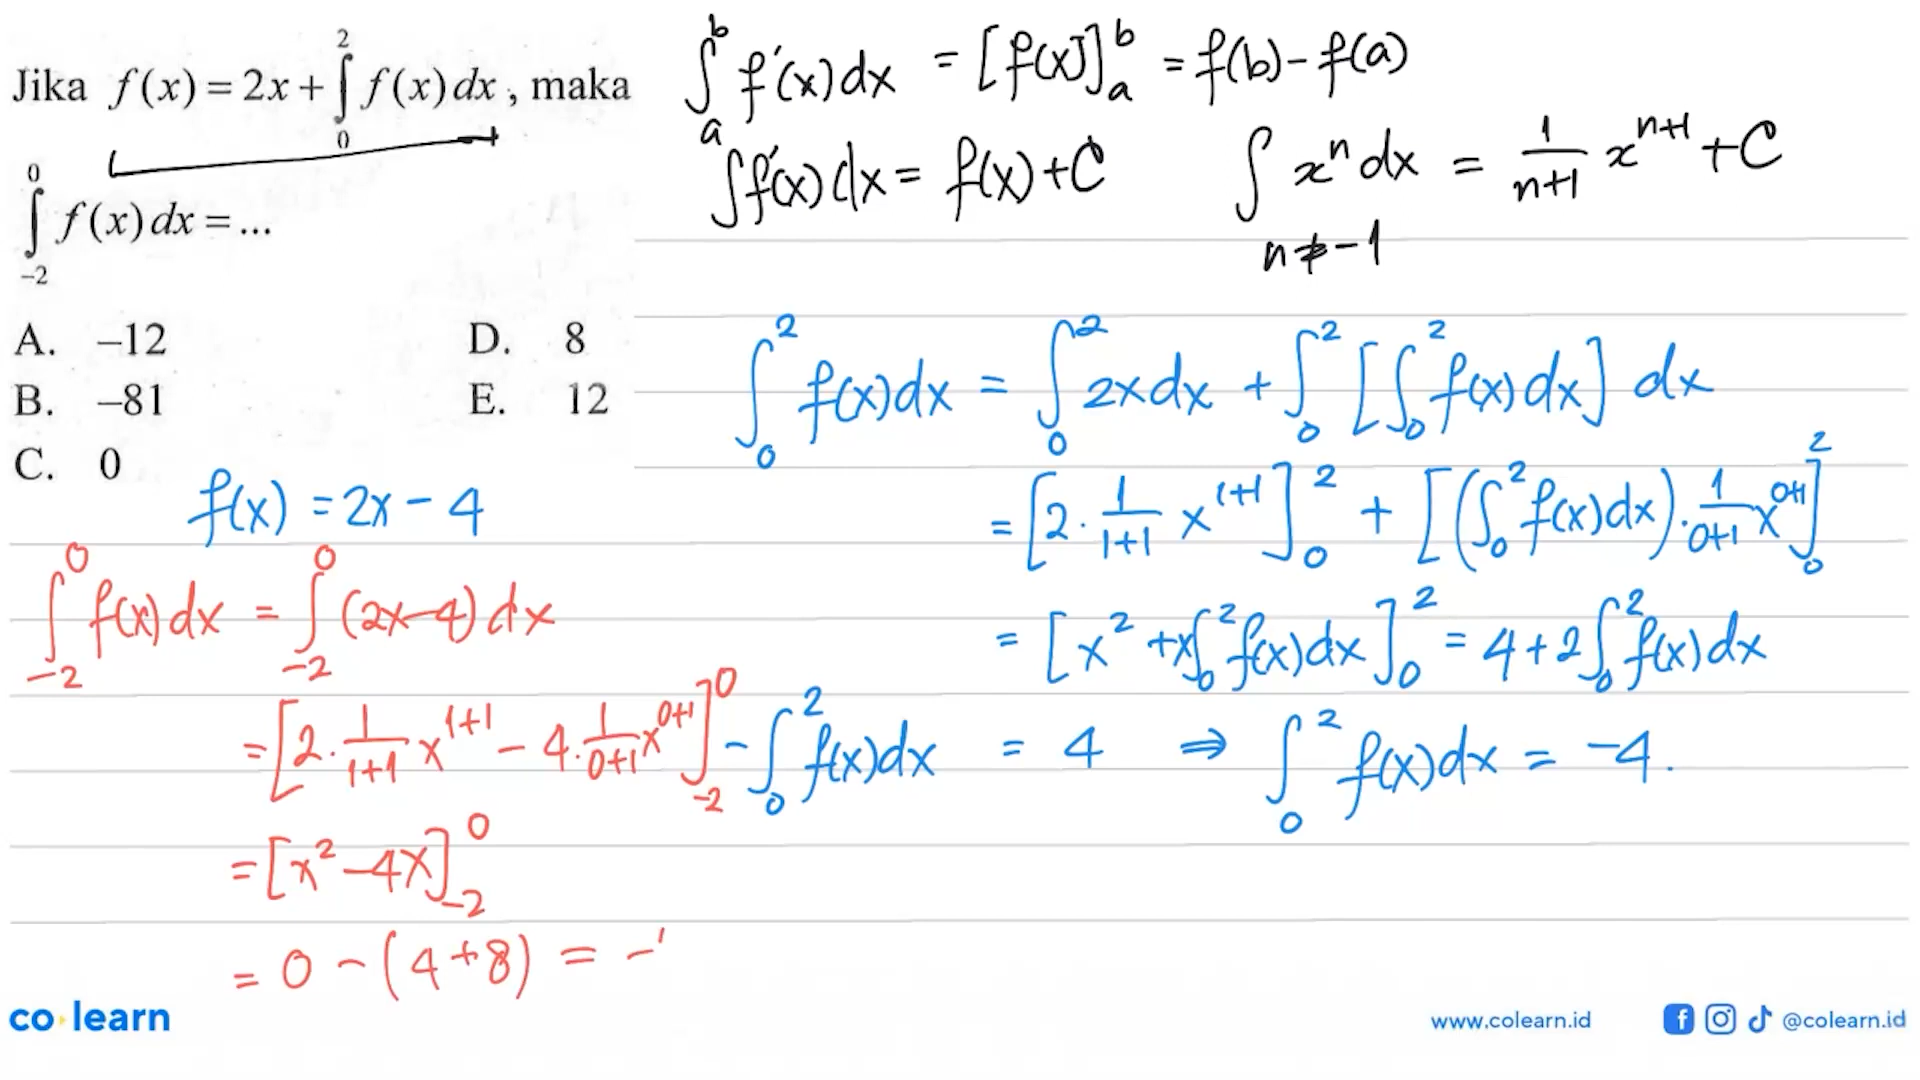 Jika f(x) = 2x + ∫₀² f(x) dx, maka
∫₋₂⁰ f(x) dx = ...
A. –12
B. –81
C. 0
D. 8
E. 12
∫ₐᵇ f'(x) dx = [f(x)]ₐᵇ = f(b) - f(a)
∫f'(x) dx = f(x) + C
∫ xⁿ dx = 1/(n+1) xⁿ⁺¹ + C
n ≠ -1
∫₀² f(x) dx = ∫₀² 2x dx + ∫₀² [∫₀² f(x) dx] dx
= [2 · 1/(1+1) x¹⁺¹]₀² + [(∫₀² f(x) dx) · 1/(0+1) x⁰⁺¹]₀²
= [x² + x∫₀² f(x) dx]₀² = 4 + 2∫₀² f(x) dx
-∫₀² f(x) dx = 4 ⇒ ∫₀² f(x) dx = -4.
f(x) = 2x - 4
∫₋₂⁰ f(x) dx = ∫₋₂⁰ (2x-4) dx
= [2 · 1/(1+1) x¹⁺¹ - 4 · 1/(0+1) x⁰⁺¹]₋₂⁰
= [x² - 4x]₋₂⁰
= 0 - (4+8) = -'
co learn
www.colearn.id
@colearn.id